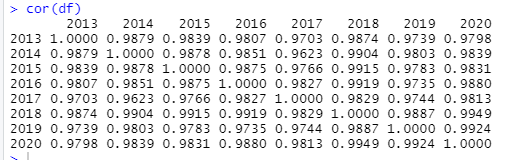 > cor(df)
2013 2014 2015 2016 2017 2018 2019 2020
2013 1.0000 0.9879 0.9839 0.9807 0.9703 0.9874 0.9739 0.9798
2014 0.9879 1.0000 0.9878 0.9851 0.9623 0.9904 0.9803 0.9839
2015 0.9839 0.9878 1.0000 0.9875 0.9766 0.9915 0.9783 0.9831
2016 0.9807 0.9851 0.9875 1.0000 0.9827 0.9919 0.9735 0.9880
2017 0.9703 0.9623 0.9766 0.9827 1.0000 0.9829 0.9744 0.9813
2018 0.9874 0.9904 0.9915 0.9919 0.9829 1.0000 0.9887 0.9949
2019 0.9739 0.9803 0.9783 0.9735 0.9744 0.9887 1.0000 0.9924
2020 0.9798 0.9839 0.9831 0.9880 0.9813 0.9949 0.9924 1.0000
>